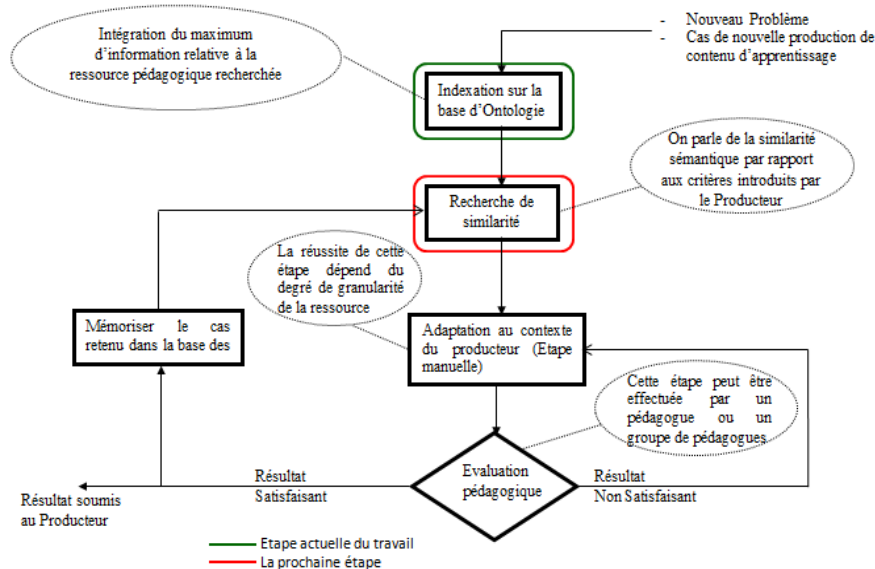 Intégration du maximum
d'information relative à la
ressource pédagogique recherchée
- Nouveau Problème
- Cas de nouvelle production de
contenu d'apprentissage
Indexation sur la
base d'Ontologie
On parle de la similarité
sémantique par rapport
aux critères introduits par
le Producteur
Recherche de
similarité
La réussite de cette
étape dépend du
degré de granularité
de la ressource
Mémoriser le cas
retenu dans la base des
Adaptation au contexte
du producteur (Etape
manuelle)
Cette étape peut être
effectuée par un
pédagogue ou un
groupe de pédagogues
Evaluation
pédagogique
Résultat
Satisfaisant
Résultat
Non Satisfaisant
Résultat soumis
au Producteur
Etape actuelle du travail
La prochaine étape